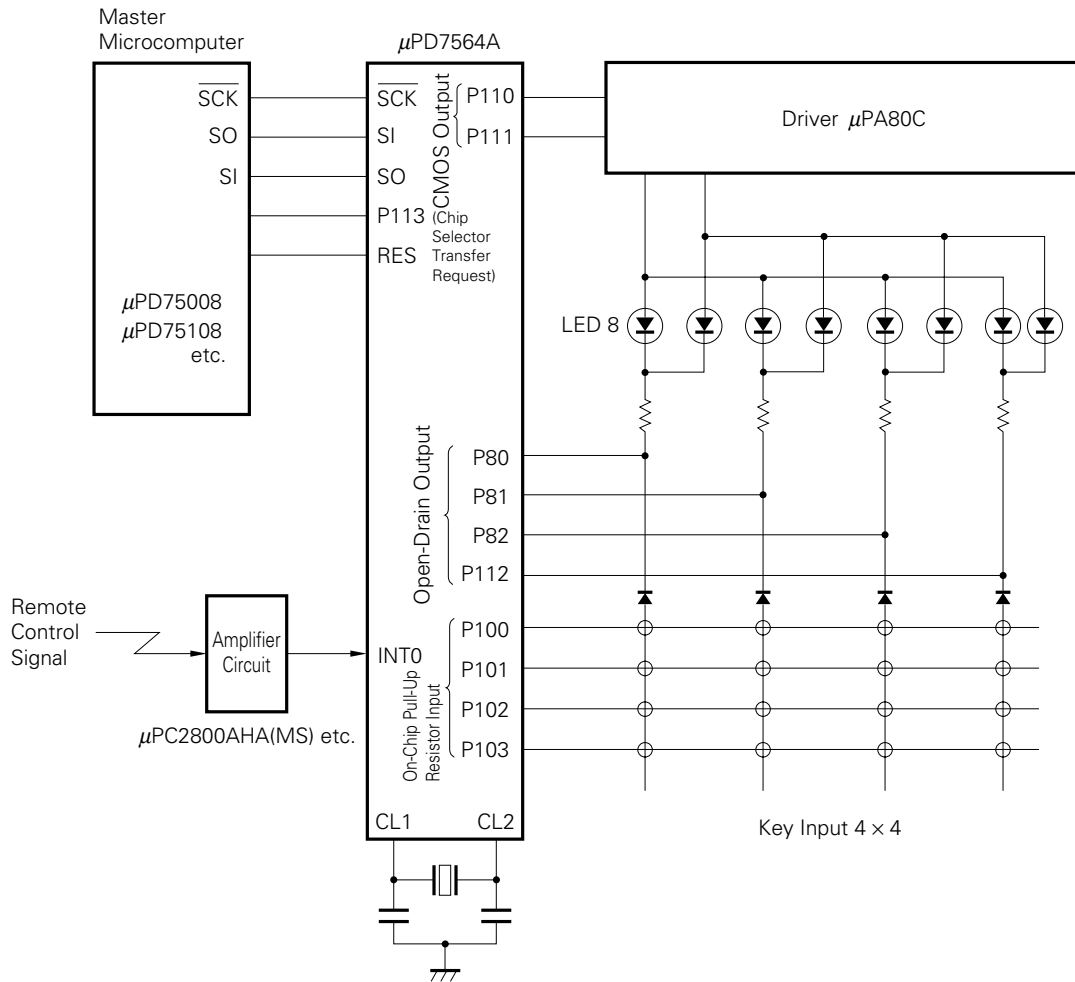 Master
Microcomputer
μPD7564A
SCK
SO
SI
μPD75008
μPD75108
etc.
SCK
SI
SO
P113
RES
CMOS Output
(Chip
Selector
Transfer
Request)
P110
P111
Driver μPA80C
LED 8
Open-Drain Output
P80
P81
P82
P112
Remote
Control
Signal
Amplifier
Circuit
μPC2800AHA(MS) etc.
INT0
On-Chip Pull-Up
Resistor Input
P100
P101
P102
P103
CL1
CL2
Key Input 4 × 4